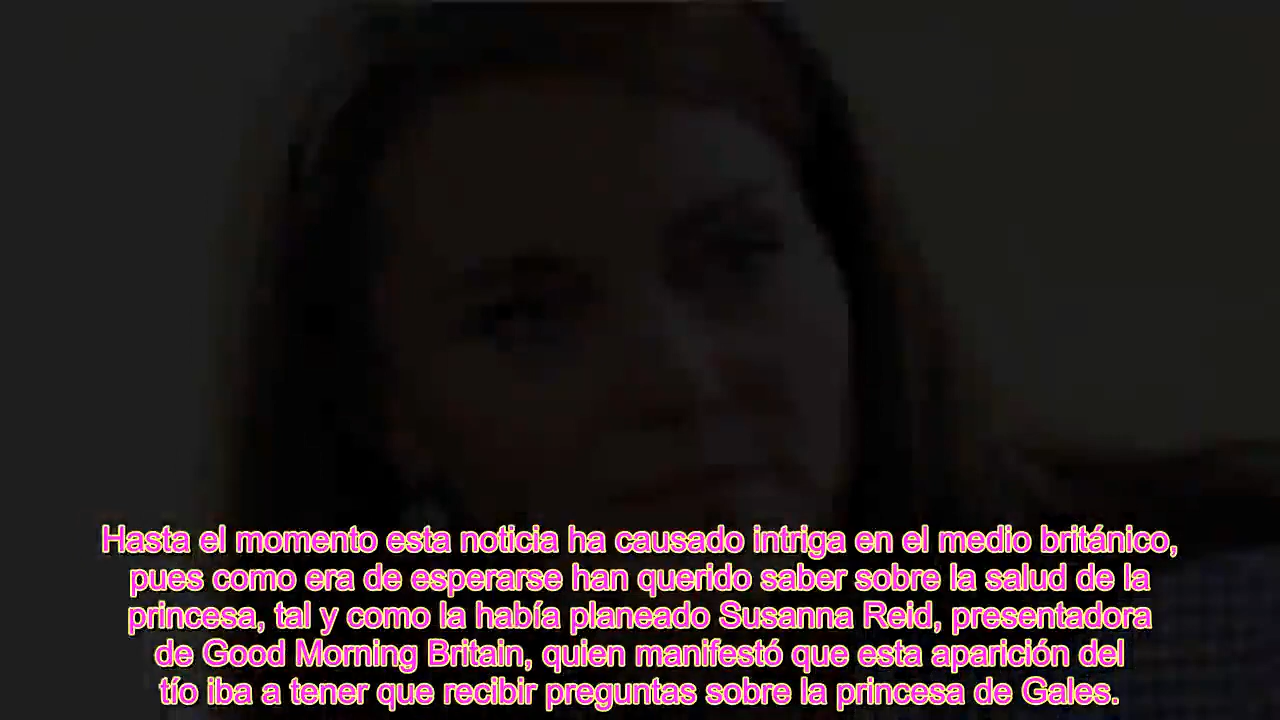 Hasta el momento esta noticia ha causado intriga en el medio británico,
pues como era de esperarse han querido saber sobre la salud de la
princesa, tal y como la había planeado Susanna Reid, presentadora
de Good Morning Britain, quien manifestó que esta aparición del
tío iba a tener que recibir preguntas sobre la princesa de Gales.